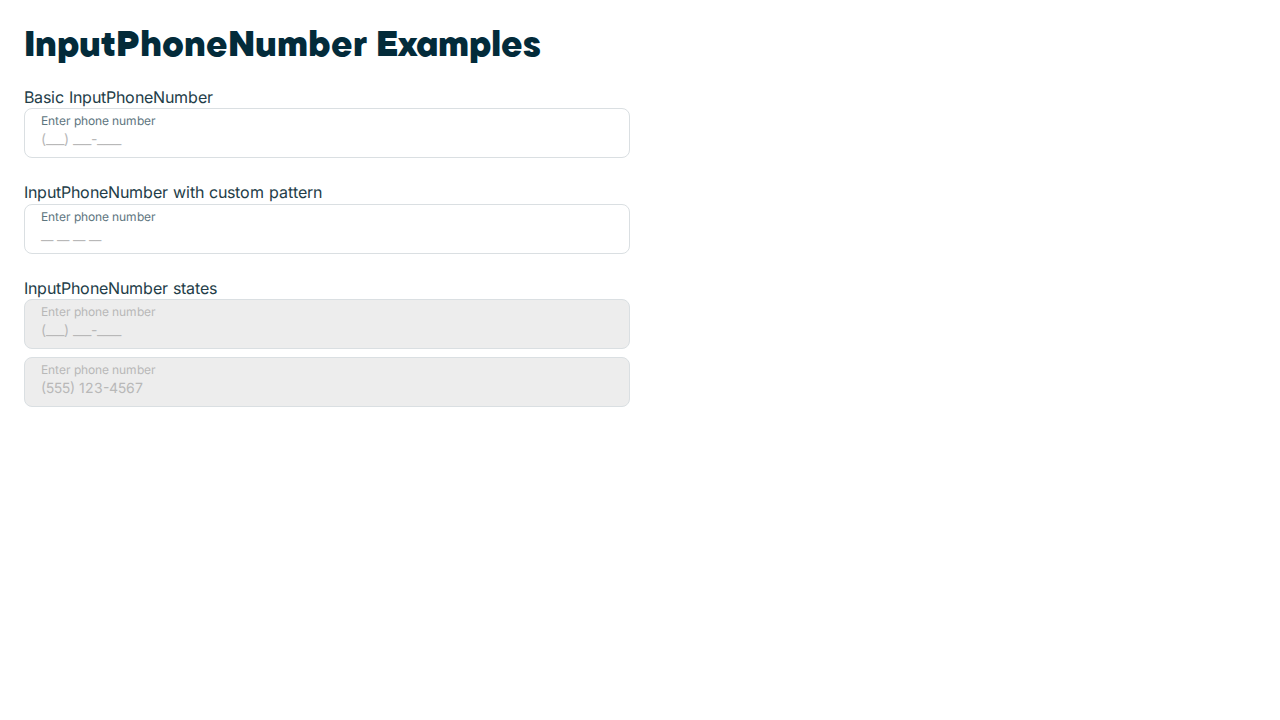 InputPhoneNumber Examples
Basic InputPhoneNumber
Enter phone number
(___) ___-____
InputPhoneNumber with custom pattern
Enter phone number
__ __ __ __
InputPhoneNumber states
Enter phone number
(___) ___-____
Enter phone number
(555) 123-4567